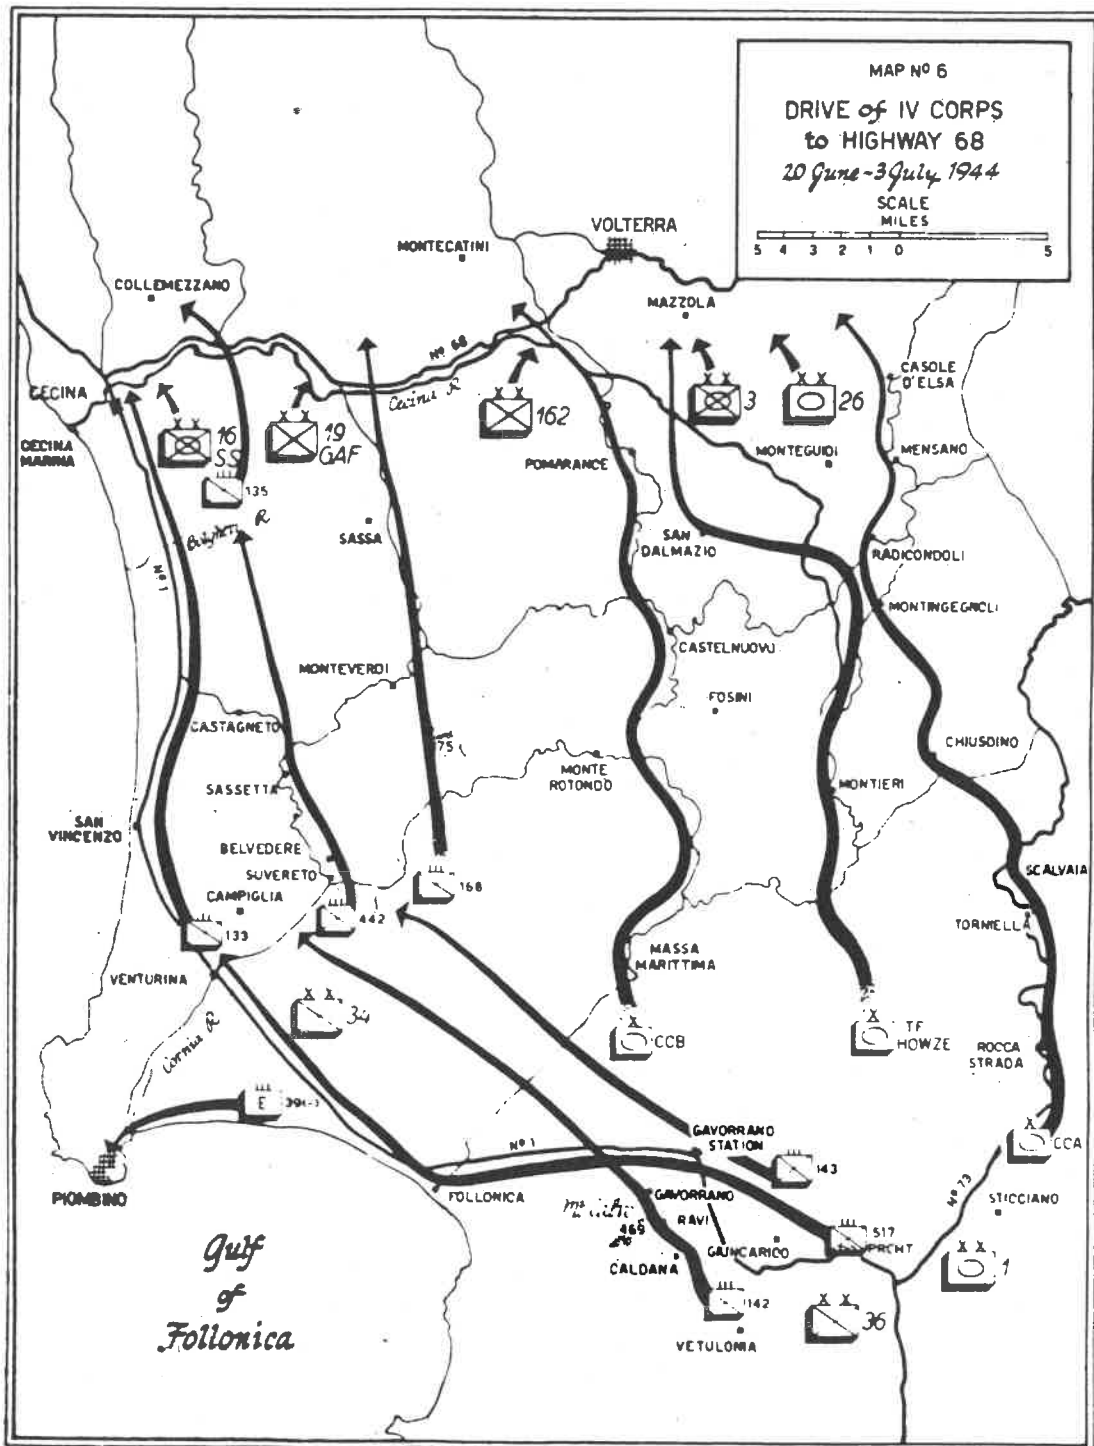 MAP Nº 6
DRIVE of IV CORPS
to HIGHWAY 68
20 June-3 July 1944
SCALE
MILES
5 4 3 2 1 0 5
VOLTERRA
MONTECATINI
COLLEMEZZANO
MAZZOLA
Nº 68
Cecina R
CECINA
CECINA
MARINA
CASOLE
D'ELSA
16
SS
19
GAF
162
3
26
135
POMARANCE
MONTEGUIDI
MENSANO
R
Nº 1
SASSA
SAN
DALMAZIO
RADICONDOLI
MONTINGEGNOLI
CASTELNUOVO
MONTEVERDI
FOSINI
CASTAGNETO
75
MONTE
ROTONDO
CHIUSDINO
SASSETTA
MONTIERI
SAN
VINCENZO
BELVEDERE
SUVERETO
CAMPIGLIA
168
SCALVAIA
TORNIELLA
133
442
MASSA
MARITTIMA
VENTURINA
34
Cornia R
CCB
TF
HOWZE
ROCCA
STRADA
E
39(-)
CCA
PIOMBINO
Nº 1
GAVORRANO
STATION
143
Nº 73
STICCIANO
FOLLONICA
GAVORRANO
RAVI
469
GIUNCARICO
CALDANA
517
PRCHT
1
142
VETULONIA
36
Gulf
of
Follonica